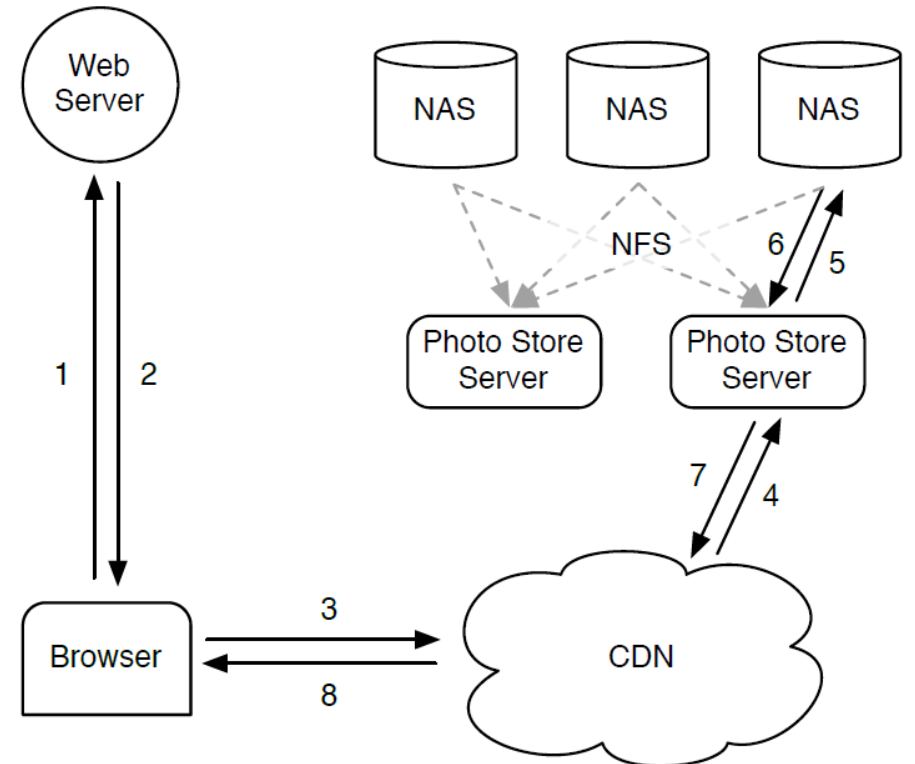 Web
Server
NAS
NAS
NAS
NFS
6
5
Photo Store
Server
Photo Store
Server
1
2
7
4
3
Browser
CDN
8